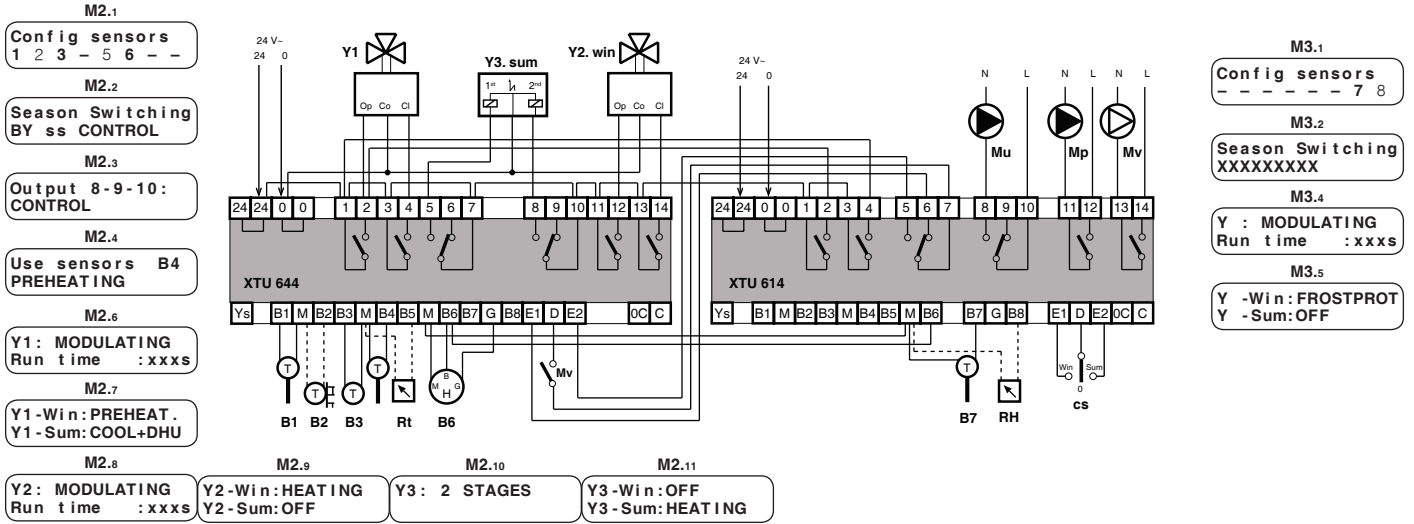 M2.1
Config sensors
1 2 3 – 5 6 – –
M2.2
Season Switching
BY ss CONTROL
M2.3
Output 8-9-10:
CONTROL
M2.4
Use sensors B4
PREHEATING
M2.6
Y1: MODULATING
Run time :xxxs
M2.7
Y1-Win:PREHEAT.
Y1-Sum:COOL+DHU
M2.8
Y2: MODULATING
Run time :xxxs
M2.9
Y2-Win:HEATING
Y2-Sum:OFF
M2.10
Y3: 2 STAGES
M2.11
Y3-Win:OFF
Y3-Sum:HEATING
24 V~
24 0
Y1
Op Co Cl
Y3. sum
1st 2nd
Y2. win
Op Co Cl
24 24 0 0 1 2 3 4 5 6 7 8 9 10 11 12 13 14
XTU 644
Ys B1 M B2 B3 M B4 B5 M B6 B7 G B8 E1 D E2 0C C
T T T T
B M G H
Mv
B1 B2 B3 Rt B6
24 V~
24 0
N L N L N L
Mu Mp Mv
24 24 0 0 1 2 3 4 5 6 7 8 9 10 11 12 13 14
XTU 614
Ys B1 M B2 B3 M B4 B5 M B6 B7 G B8 E1 D E2 0C C
T
Win Sum
0
B7 RH cs
M3.1
Config sensors
– – – – – – 7 8
M3.2
Season Switching
XXXXXXXXX
M3.4
Y : MODULATING
Run time :xxxs
M3.5
Y -Win:FROSTPROT
Y -Sum:OFF